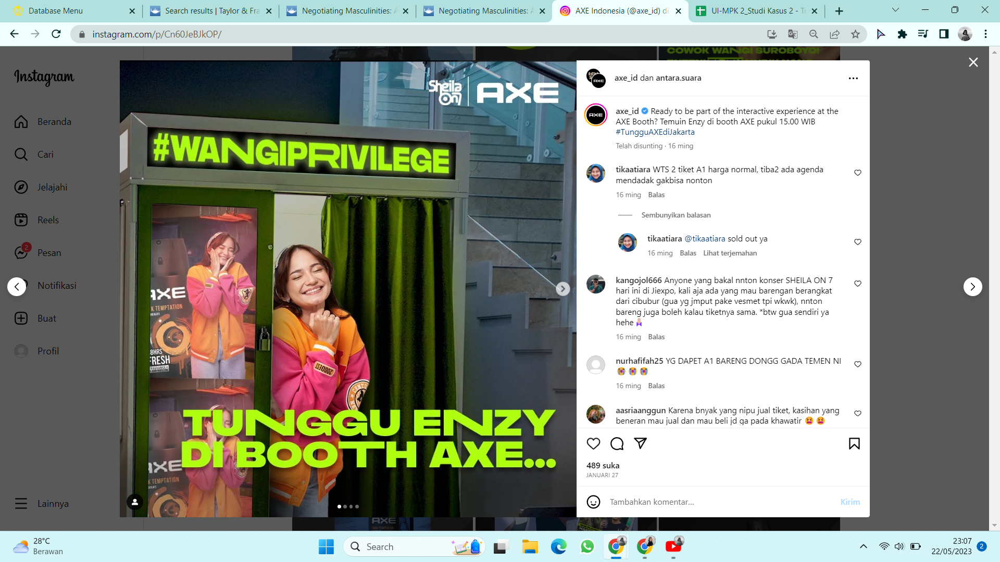 Database Menu
Search results | Taylor & Fra
Negotiating Masculinities: A
Negotiating Masculinities: A
AXE Indonesia (@axe_id) di
UI-MPK 2_Studi Kasus 2 - Tr
instagram.com/p/Cn60JeBJkOP/
COWOK WANGI SUROBOYO!
Instagram
Beranda
Cari
Jelajahi
Reels
2
Pesan
Notifikasi
Buat
Profil
Lainnya
Sheila On7
AXE
#WANGIPRIVILEGE
AXE
K TEMPTATION
8HRS
FRESH
2000EST
TUNGGU ENZY
DI BOOTH AXE...
AXE
K TEMPTATION
AXE
axe_id dan antara.suara
AXE
axe_id Ready to be part of the interactive experience at the
AXE Booth? Temuin Enzy di booth AXE pukul 15.00 WIB
#TungguAXEdiJakarta
Telah disunting · 16 ming
tikaatiara WTS 2 tiket A1 harga normal, tiba2 ada agenda
mendadak gakbisa nonton
16 ming Balas
Sembunyikan balasan
tikaatiara @tikaatiara sold out ya
16 ming Balas Lihat terjemahan
kangojol666 Anyone yang bakal nnton konser SHEILA ON 7
hari ini di Jiexpo, kali aja ada yang mau barengan berangkat
dari cibubur (gua yg jmput pake vesmet tpi wkwk), nnton
bareng juga boleh kalau tiketnya sama. *btw gua sendiri ya
hehe
16 ming Balas
nurhafifah25 YG DAPET A1 BARENG DONGG GADA TEMEN NI
16 ming Balas
aasriaanggun Karena bnyak yang nipu jual tiket, kasihan yang
beneran mau jual dan mau beli jd ga pada khawatir
489 suka
JANUARI 27
Tambahkan komentar...
Kirim
AXE
28°C
Berawan
Search
23:07
22/05/2023
2